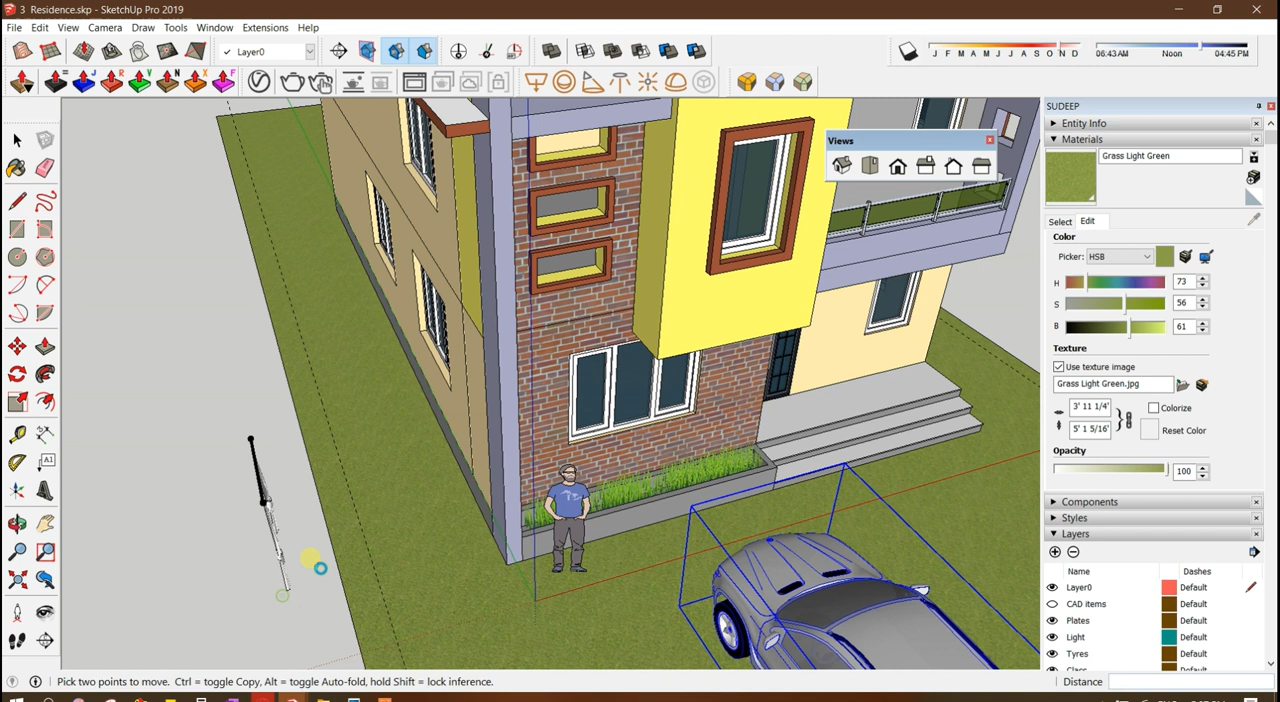 3  Residence.skp - SketchUp Pro 2019
File Edit View Camera Draw Tools Window Extensions Help
Layer0
J F M A M J J A S O N D
06:43 AM Noon 04:45 PM
= J R V N X F
Views
SUDEEP
Entity Info
Materials
Grass Light Green
Select Edit
Color
Picker: HSB
H 73
S 56
B 61
Texture
Use texture image
Grass Light Green.jpg
3' 11 1/4"
Colorize
5' 1 5/16"
Reset Color
Opacity
100
A1
Components
Styles
Layers
Name Dashes
Layer0 Default
CAD items Default
Plates Default
Light Default
Tyres Default
Default
Pick two points to move. Ctrl = toggle Copy, Alt = toggle Auto-fold, hold Shift = lock inference.
Distance